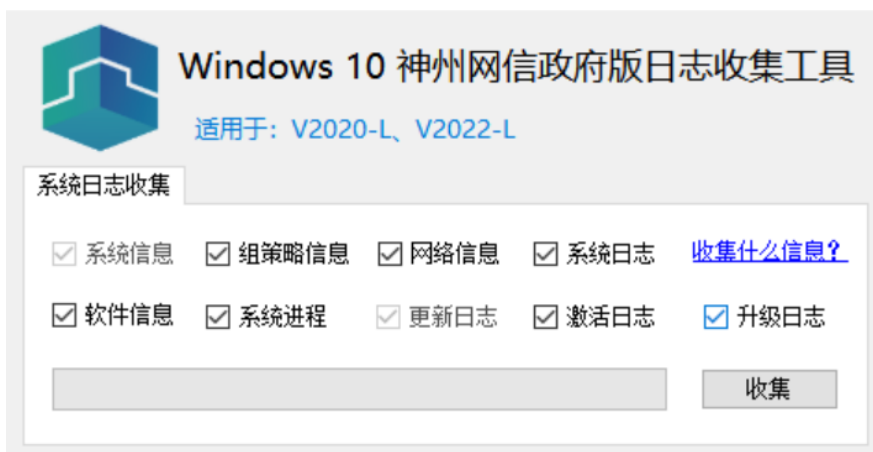 Windows 10 神州网信政府版日志收集工具
适用于：V2020-L、V2022-L
系统日志收集
系统信息 组策略信息 网络信息 系统日志 收集什么信息？
软件信息 系统进程 更新日志 激活日志 升级日志
收集